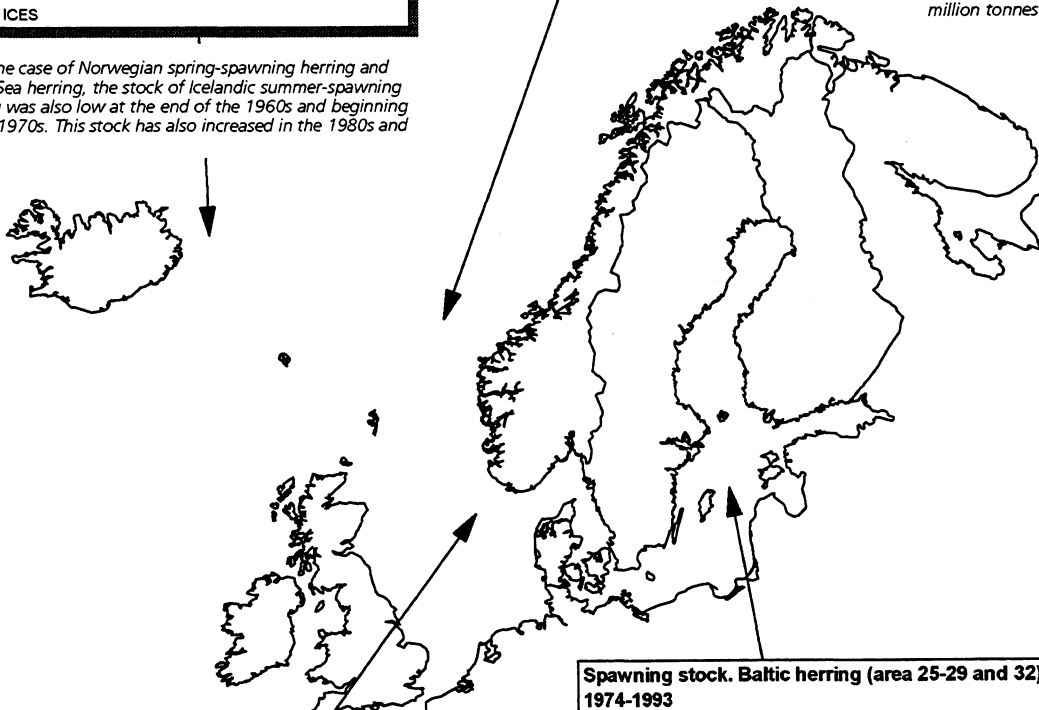 ICES
million tonnes
he case of Norwegian spring-spawning herring and
Sea herring, the stock of Icelandic summer-spawning
was also low at the end of the 1960s and beginning
1970s. This stock has also increased in the 1980s and
Spawning stock. Baltic herring (area 25-29 and 32)
1974-1993